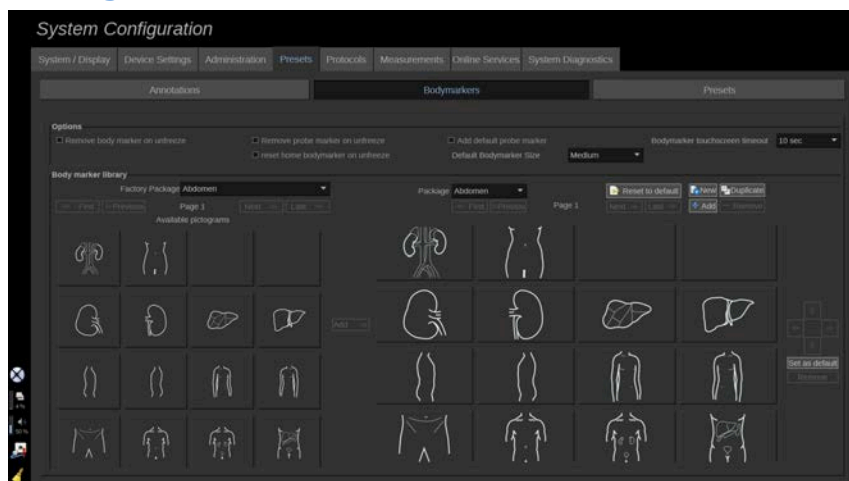 System Configuration
System / Display Device Settings Administration Presets Protocols Measurements Online Services System Diagnostics
Annotations Bodymarkers Presets
Options
Remove body marker on unfreeze Remove probe marker on unfreeze Add default probe marker Bodymarker touchscreen timeout 10 sec
reset home bodymarker on unfreeze Default Bodymarker Size Medium
Body marker library
Factory Package Abdomen Package Abdomen Reset to default New Duplicate
First Previous Page 1 Next Last First Previous Page 1 Next Last Add Remove
Available pictograms
Add
Set as default
Remove
4 %
50 %